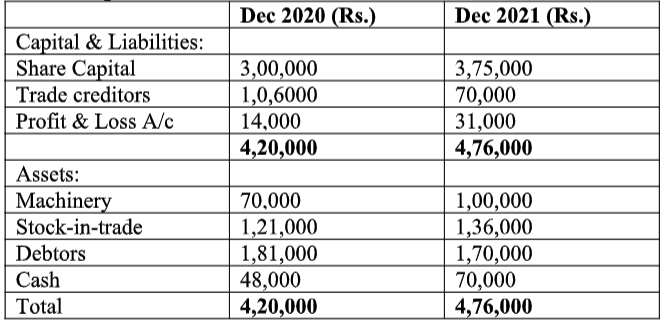 Dec 2020 (Rs.) Dec 2021 (Rs.)
Capital & Liabilities:
Share Capital 3,00,000 3,75,000
Trade creditors 1,0,6000 70,000
Profit & Loss A/c 14,000 31,000
4,20,000 4,76,000
Assets:
Machinery 70,000 1,00,000
Stock-in-trade 1,21,000 1,36,000
Debtors 1,81,000 1,70,000
Cash 48,000 70,000
Total 4,20,000 4,76,000